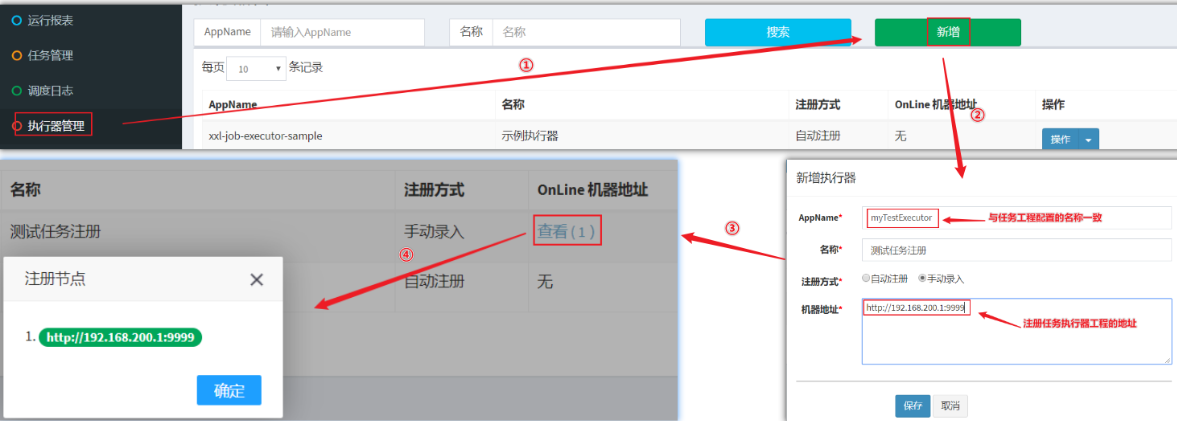 运行报表
任务管理
调度日志
执行器管理
AppName 请输入AppName 名称 名称 搜索 新增
每页 10 条记录
①
AppName 名称 注册方式 OnLine 机器地址 操作
②
xxl-job-executor-sample 示例执行器 自动注册 无 操作
名称 注册方式 OnLine 机器地址
测试任务注册 手动录入 查看 ( 1 )
③
④
自动注册 无
注册节点
1. http://192.168.200.1:9999
确定
新增执行器
AppName* myTestExecutor 与任务工程配置的名称一致
名称* 测试任务注册
注册方式* 自动注册 手动录入
机器地址* http://192.168.200.1:9999
注册任务执行器工程的地址
保存 取消